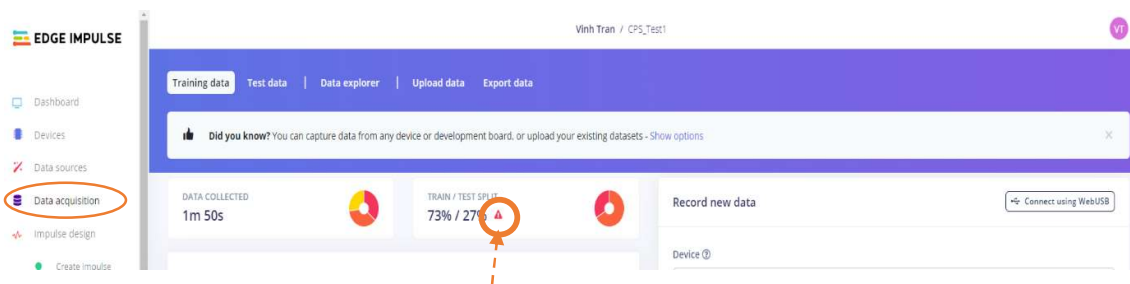 EDGE IMPULSE
Vinh Tran / CPS_Test1
VT
Training data Test data | Data explorer | Upload data Export data
Dashboard
Devices
Did you know? You can capture data from any device or development board, or upload your existing datasets - Show options
Data sources
Data acquisition
DATA COLLECTED
1m 50s
TRAIN / TEST SPLIT
73% / 27%
Record new data
Connect using WebUSB
Impulse design
Device
Create impulse